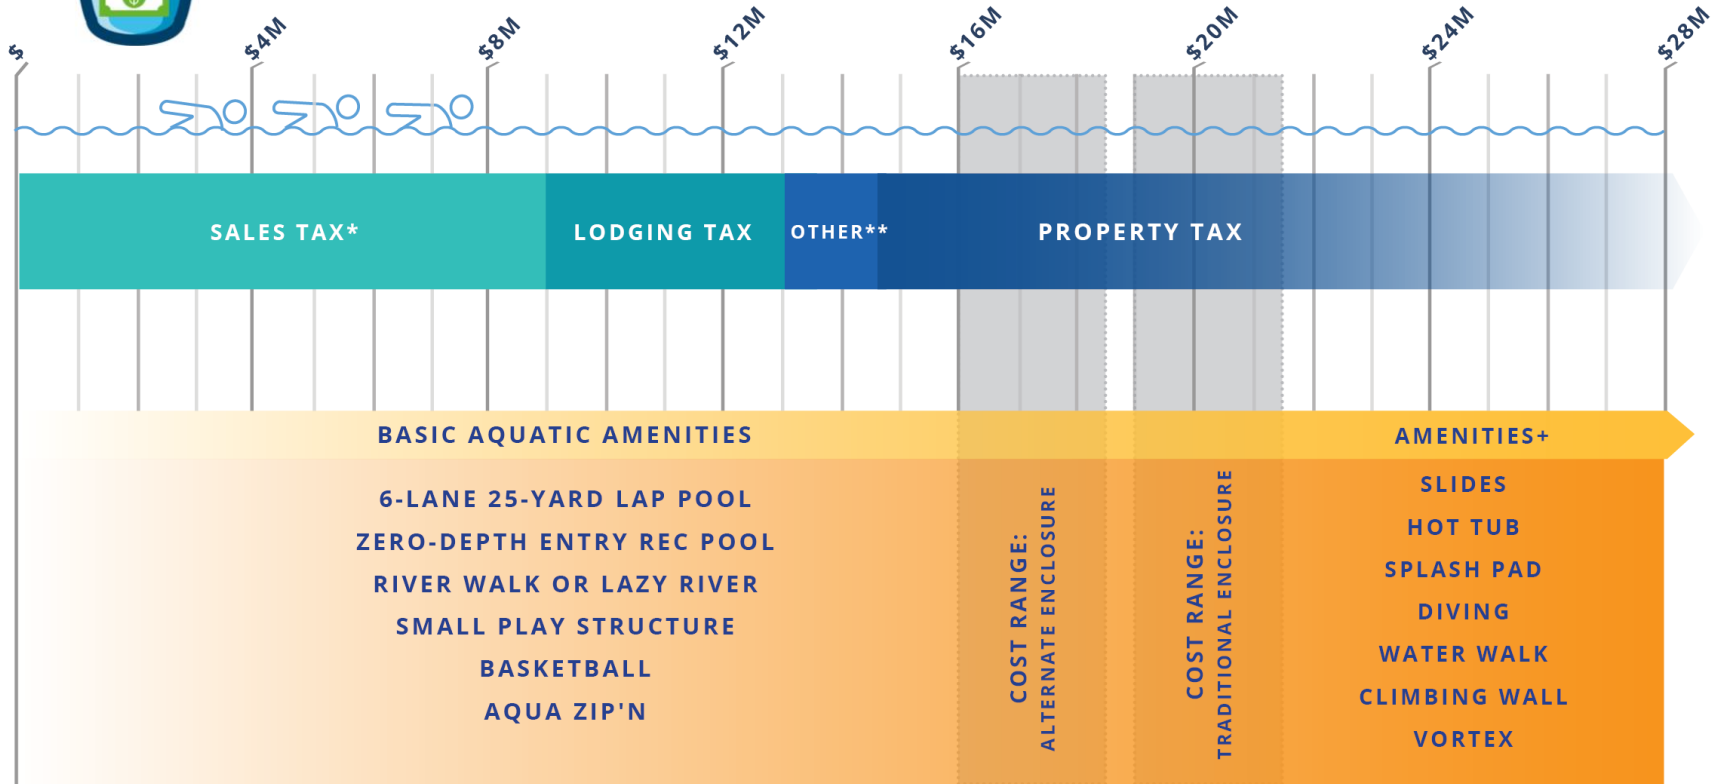 $
$4M
$8M
$12M
$16M
$20M
$24M
$28M
SALES TAX*
LODGING TAX
OTHER**
PROPERTY TAX
BASIC AQUATIC AMENITIES
6-LANE 25-YARD LAP POOL
ZERO-DEPTH ENTRY REC POOL
RIVER WALK OR LAZY RIVER
SMALL PLAY STRUCTURE
BASKETBALL
AQUA ZIP'N
COST RANGE:
ALTERNATE ENCLOSURE
COST RANGE:
TRADITIONAL ENCLOSURE
AMENITIES+
SLIDES
HOT TUB
SPLASH PAD
DIVING
WATER WALK
CLIMBING WALL
VORTEX